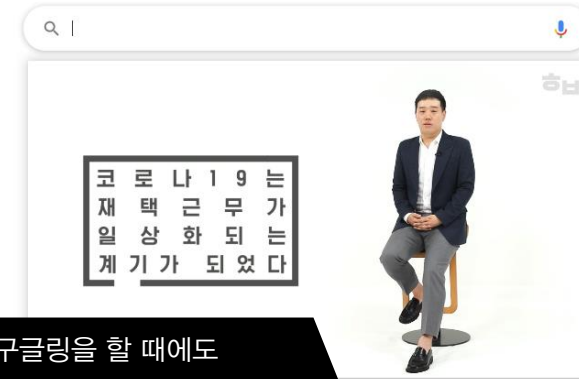 코로나19는
재택근무가
일상화되는
계기가 되었다
구글링을 할 때에도